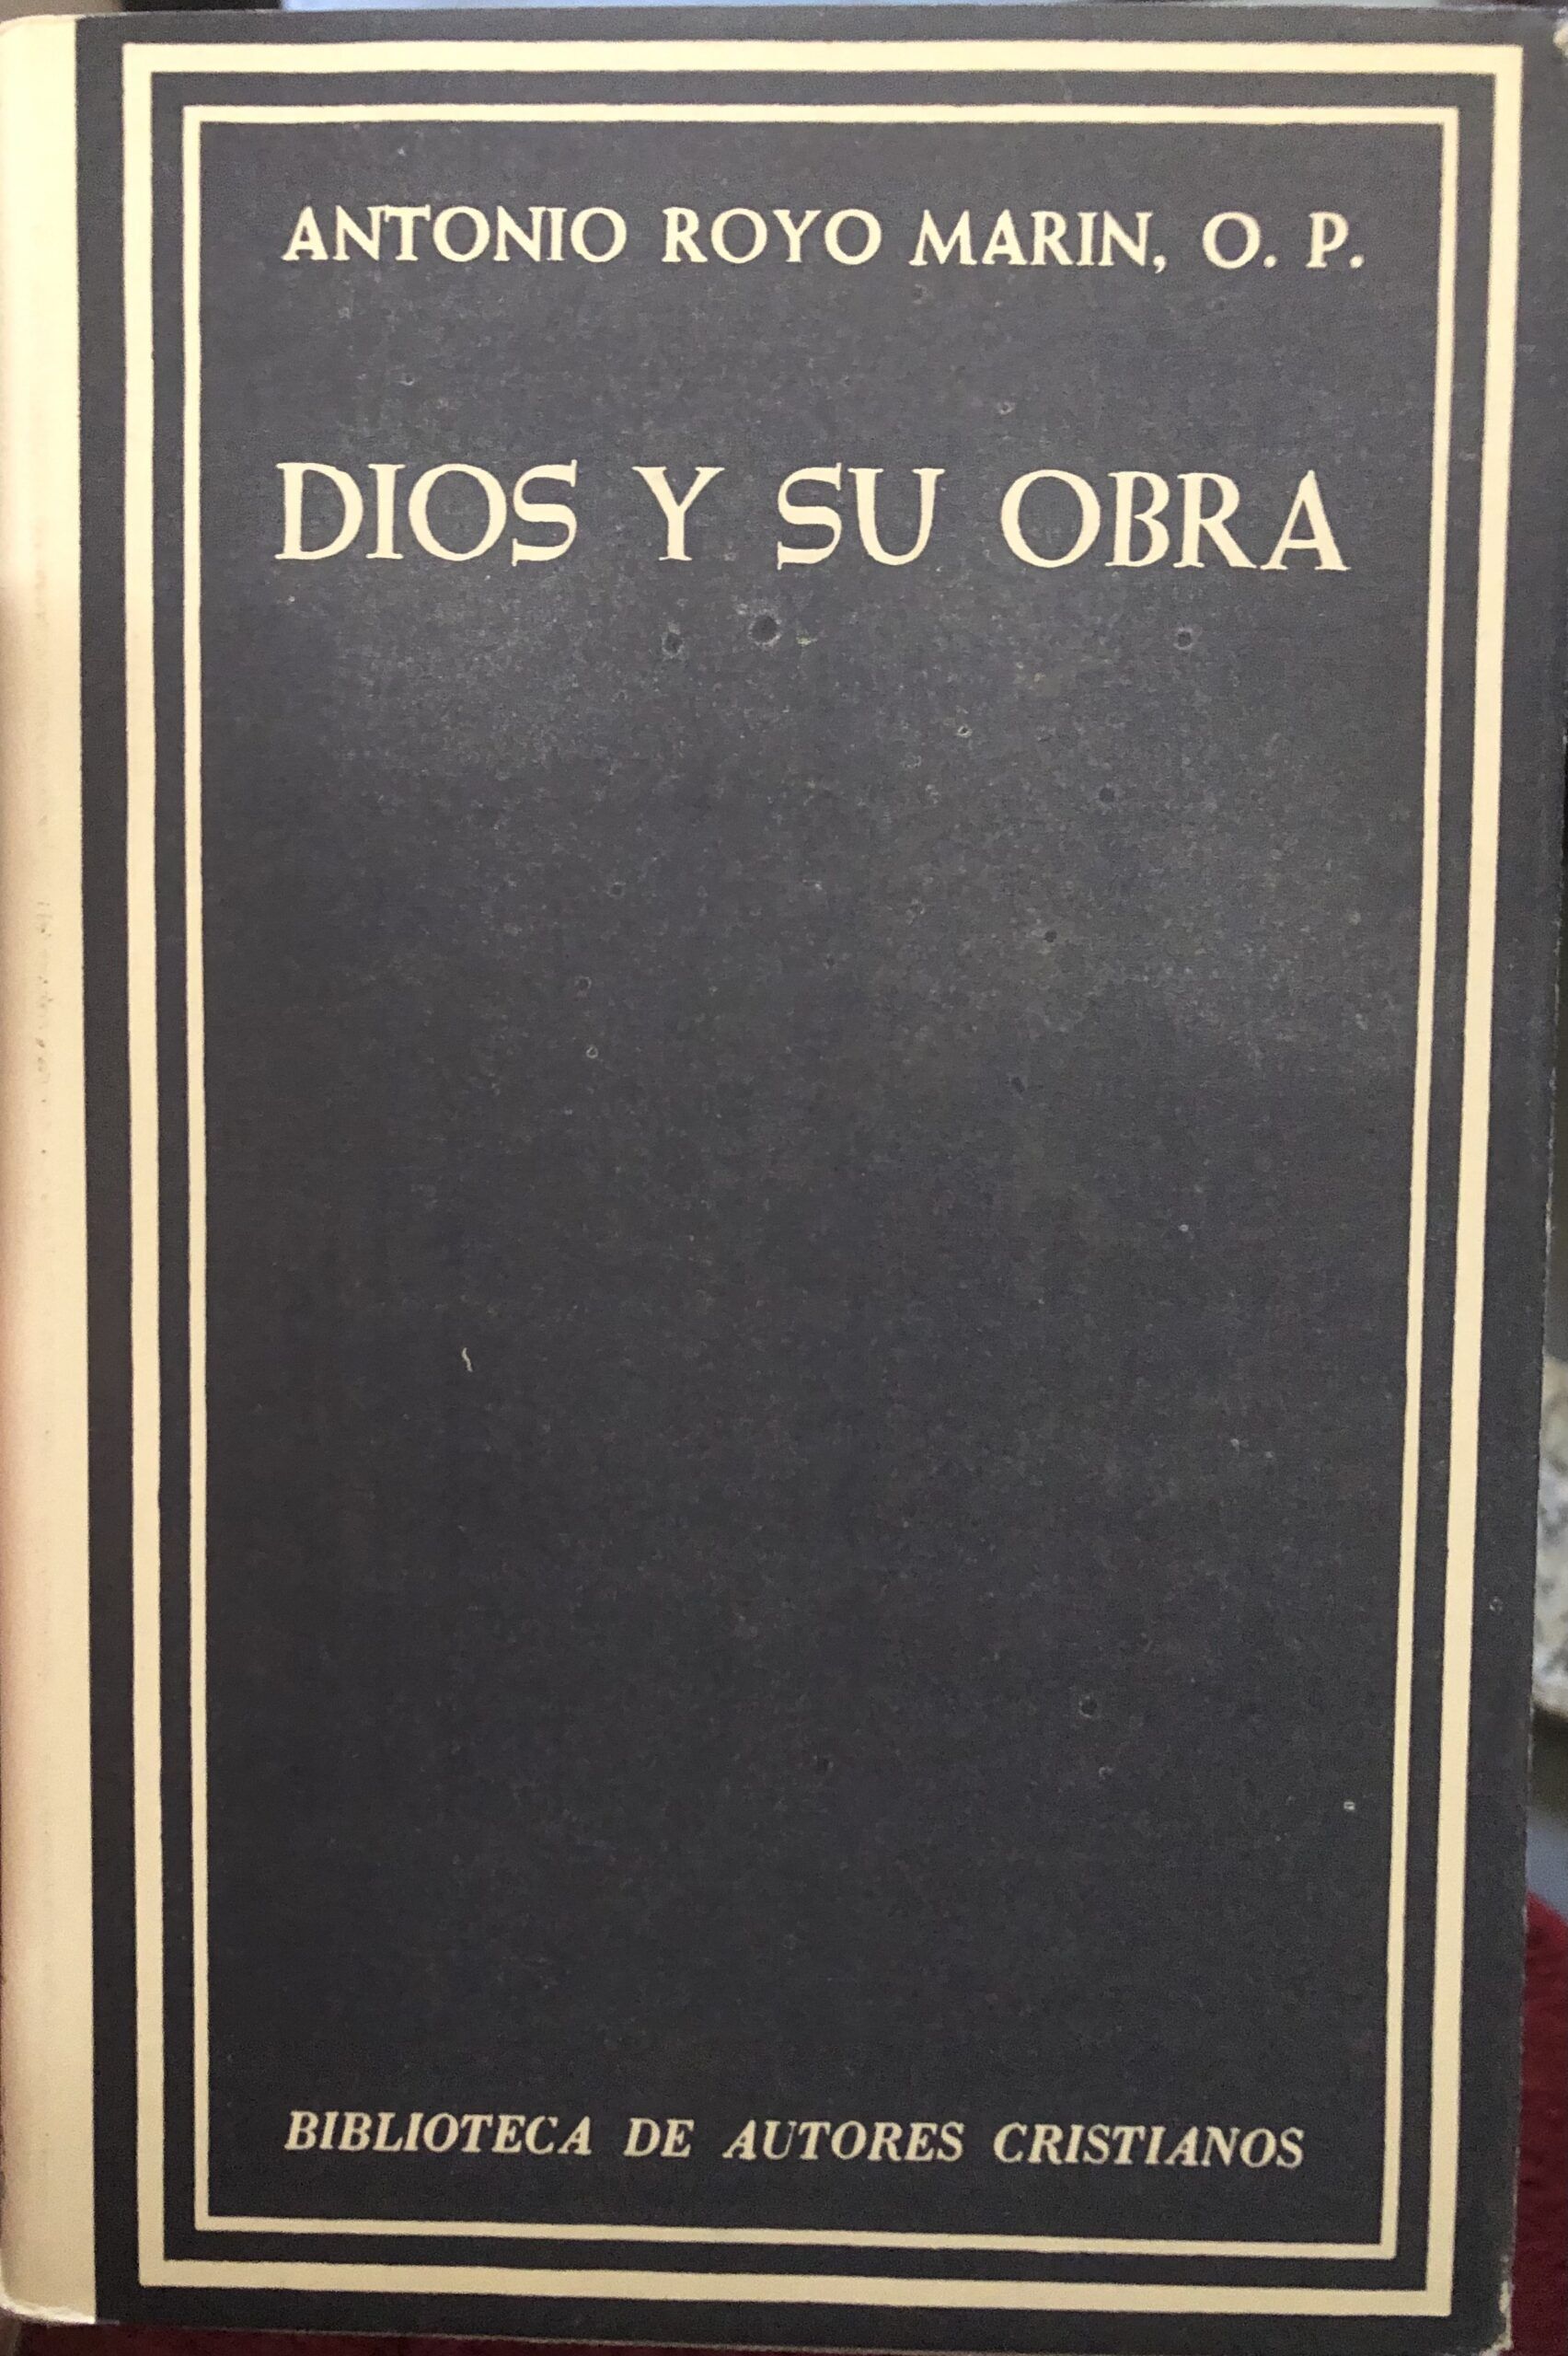 ANTONIO ROYO MARIN, O. P.
DIOS Y SU OBRA
BIBLIOTECA DE AUTORES CRISTIANOS